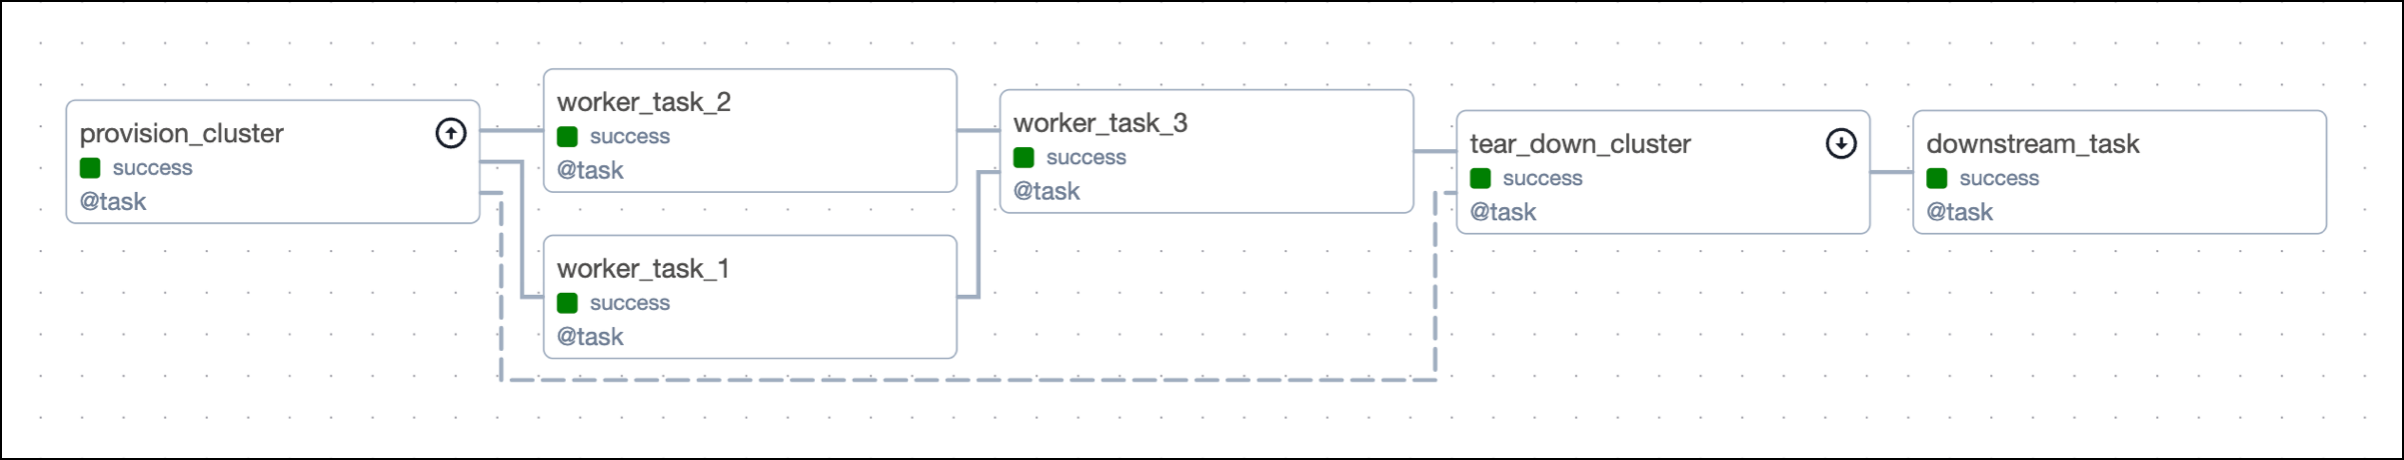 provision_cluster
success
@task
worker_task_2
success
@task
worker_task_1
success
@task
worker_task_3
success
@task
tear_down_cluster
success
@task
downstream_task
success
@task